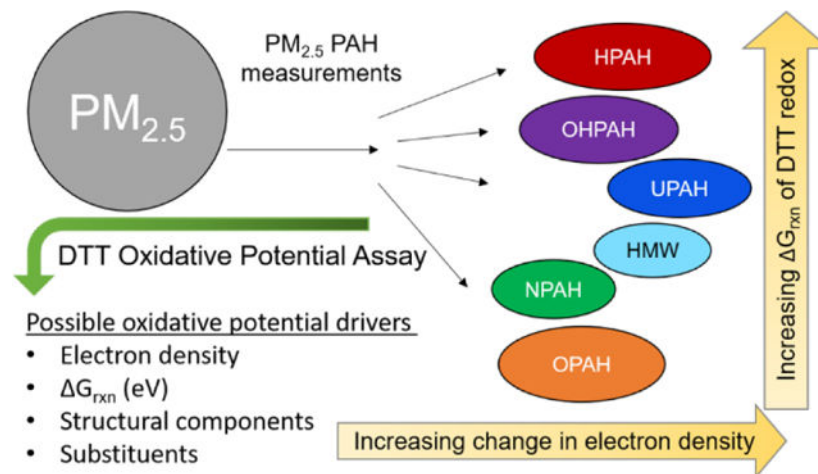 PM2.5
PM2.5 PAH
measurements
HPAH
OHPAH
UPAH
HMW
NPAH
OPAH
DTT Oxidative Potential Assay
Possible oxidative potential drivers
• Electron density
• ΔGrxn (eV)
• Structural components
• Substituents
Increasing change in electron density
Increasing ΔGrxn of DTT redox